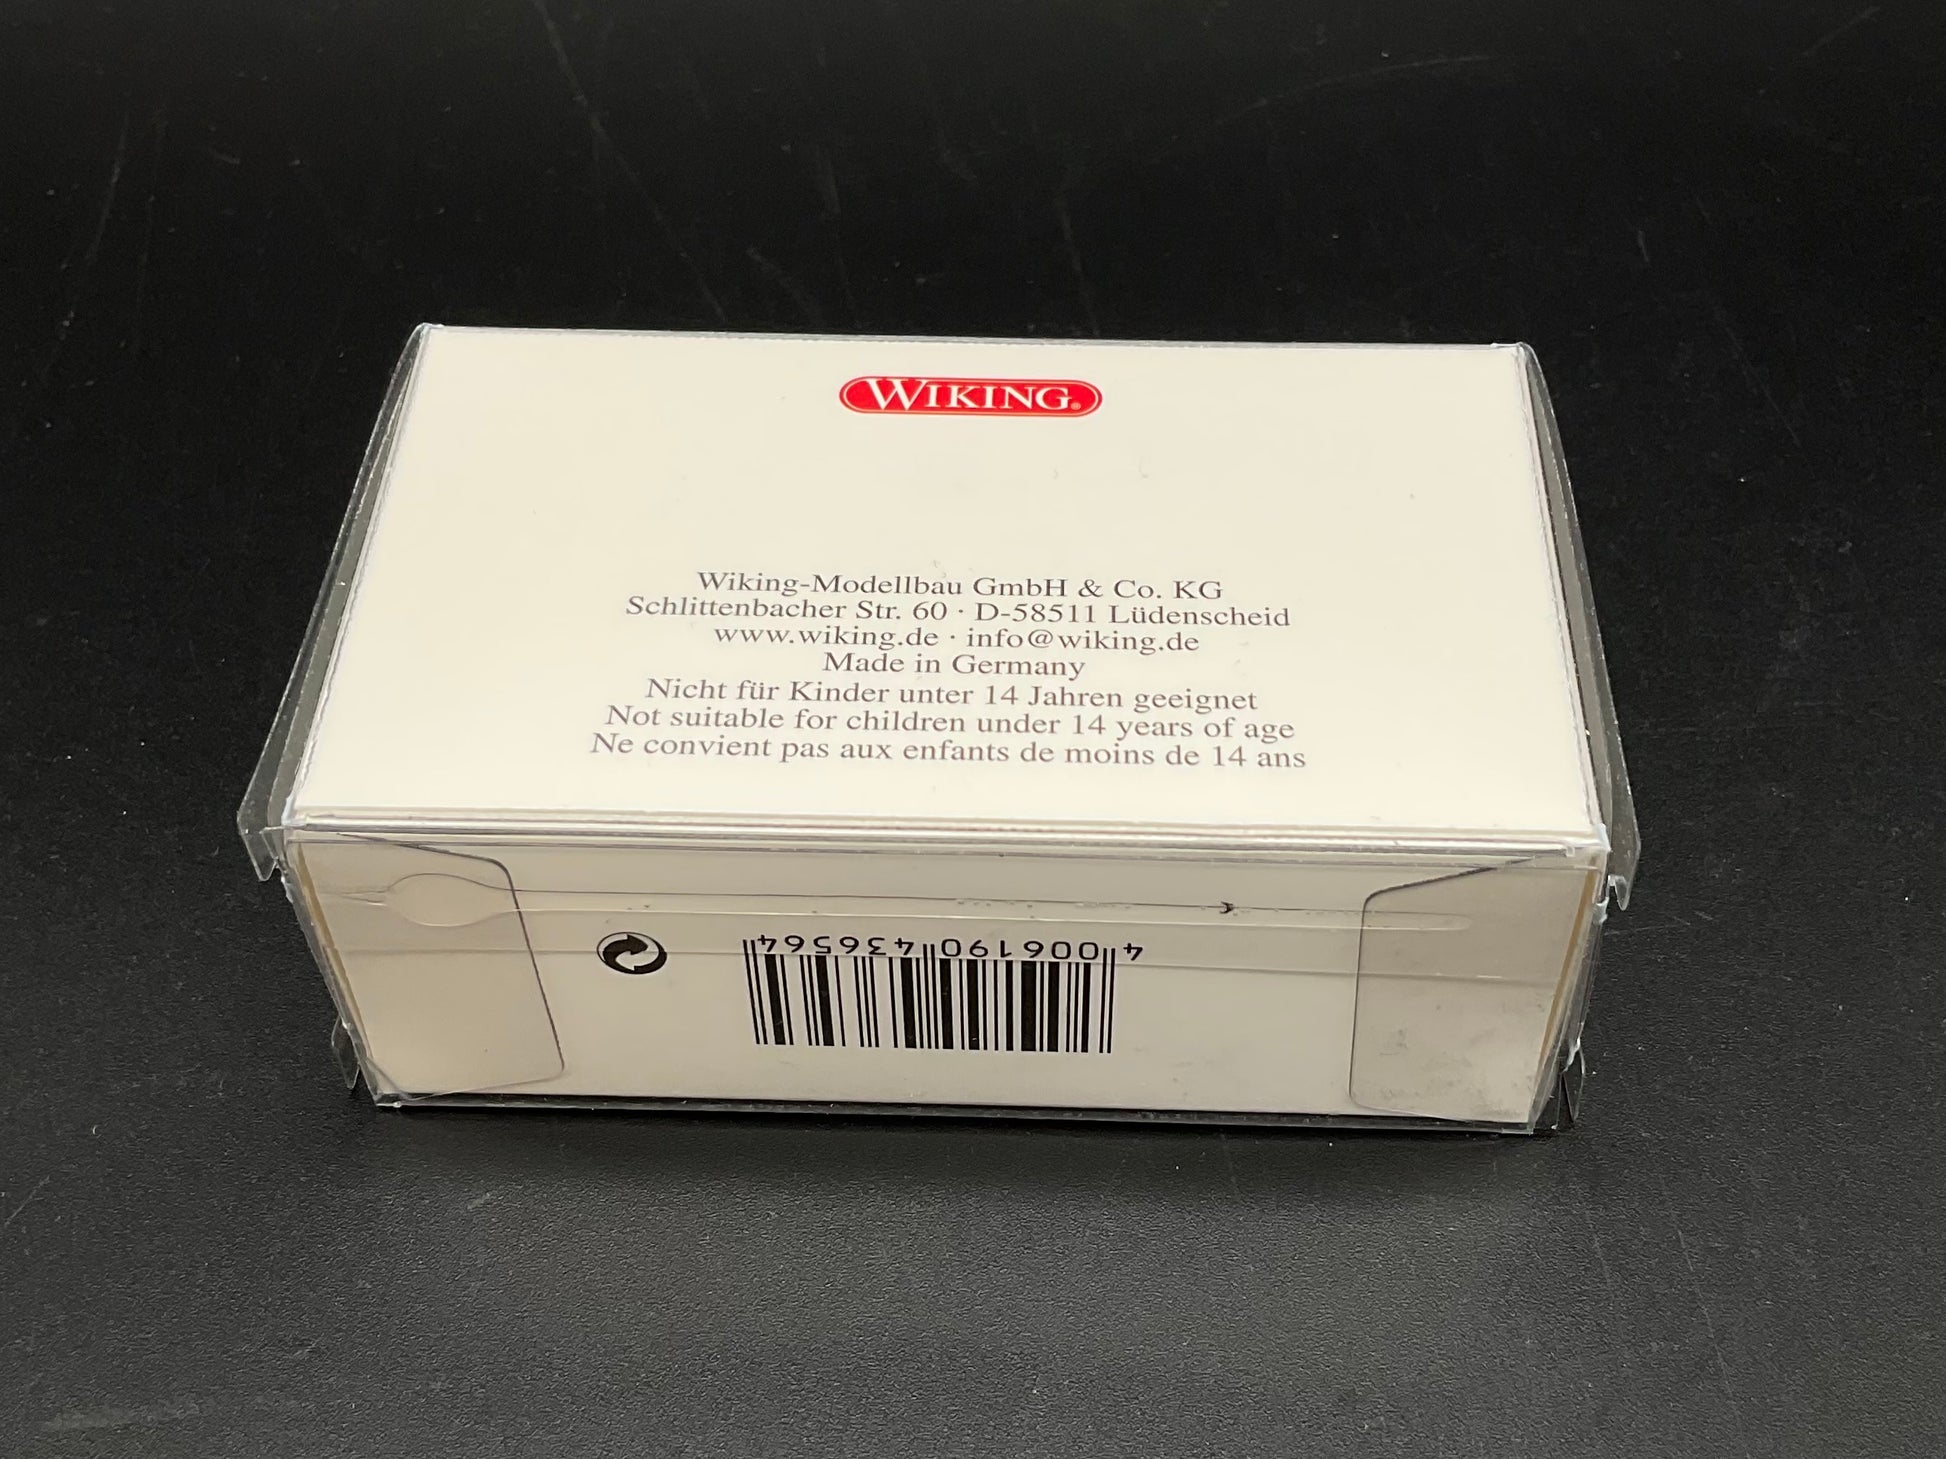 WIKING®
Wiking-Modellbau GmbH & Co. KG
Schlittenbacher Str. 60 · D-58511 Lüdenscheid
www.wiking.de · info@wiking.de
Made in Germany
Nicht für Kinder unter 14 Jahren geeignet
Not suitable for children under 14 years of age
Ne convient pas aux enfants de moins de 14 ans
4 006190 436564